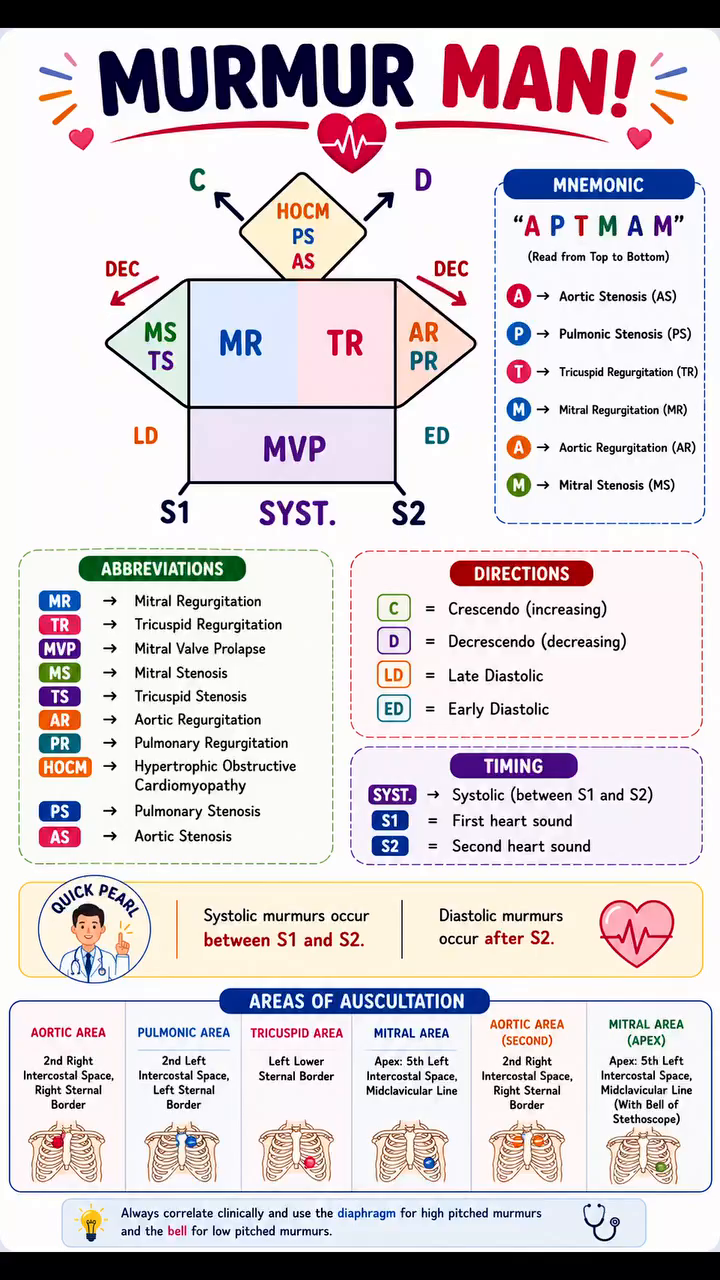 MURMUR MAN!
C
D
HOCM
PS
AS
DEC
DEC
MS
TS
MR
TR
AR
PR
LD
MVP
ED
S1
SYST.
S2
MNEMONIC
“A P T M A M”
(Read from Top to Bottom)
A → Aortic Stenosis (AS)
P → Pulmonic Stenosis (PS)
T → Tricuspid Regurgitation (TR)
M → Mitral Regurgitation (MR)
A → Aortic Regurgitation (AR)
M → Mitral Stenosis (MS)
ABBREVIATIONS
MR → Mitral Regurgitation
TR → Tricuspid Regurgitation
MVP → Mitral Valve Prolapse
MS → Mitral Stenosis
TS → Tricuspid Stenosis
AR → Aortic Regurgitation
PR → Pulmonary Regurgitation
HOCM → Hypertrophic Obstructive
Cardiomyopathy
PS → Pulmonary Stenosis
AS → Aortic Stenosis
DIRECTIONS
C = Crescendo (increasing)
D = Decrescendo (decreasing)
LD = Late Diastolic
ED = Early Diastolic
TIMING
SYST. → Systolic (between S1 and S2)
S1 = First heart sound
S2 = Second heart sound
QUICK PEARL
Systolic murmurs occur
between S1 and S2.
Diastolic murmurs
occur after S2.
AREAS OF AUSCULTATION
AORTIC AREA
2nd Right
Intercostal Space,
Right Sternal
Border
PULMONIC AREA
2nd Left
Intercostal Space,
Left Sternal
Border
TRICUSPID AREA
Left Lower
Sternal Border
MITRAL AREA
Apex: 5th Left
Intercostal Space,
Midclavicular Line
AORTIC AREA
(SECOND)
2nd Right
Intercostal Space,
Right Sternal
Border
MITRAL AREA
(APEX)
Apex: 5th Left
Intercostal Space,
Midclavicular Line
(With Bell of
Stethoscope)
Always correlate clinically and use the diaphragm for high pitched murmurs
and the bell for low pitched murmurs.